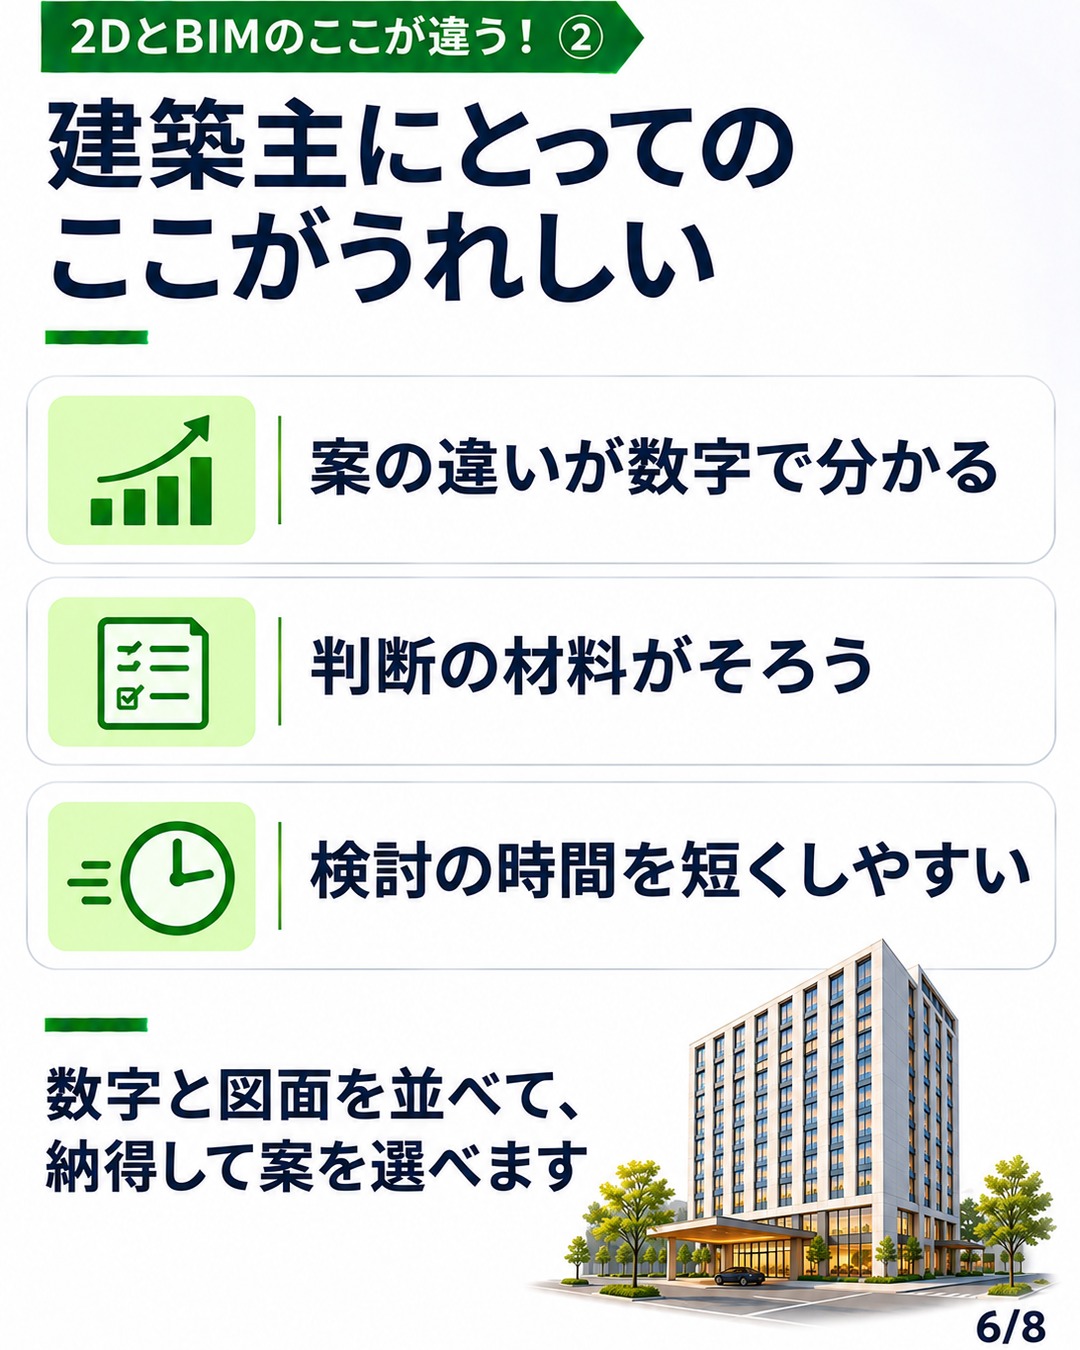 2DとBIMのここが違う！ ②
建築主にとっての
ここがうれしい
案の違いが数字で分かる
判断の材料がそろう
検討の時間を短くしやすい
数字と図面を並べて、
納得して案を選べます
6/8